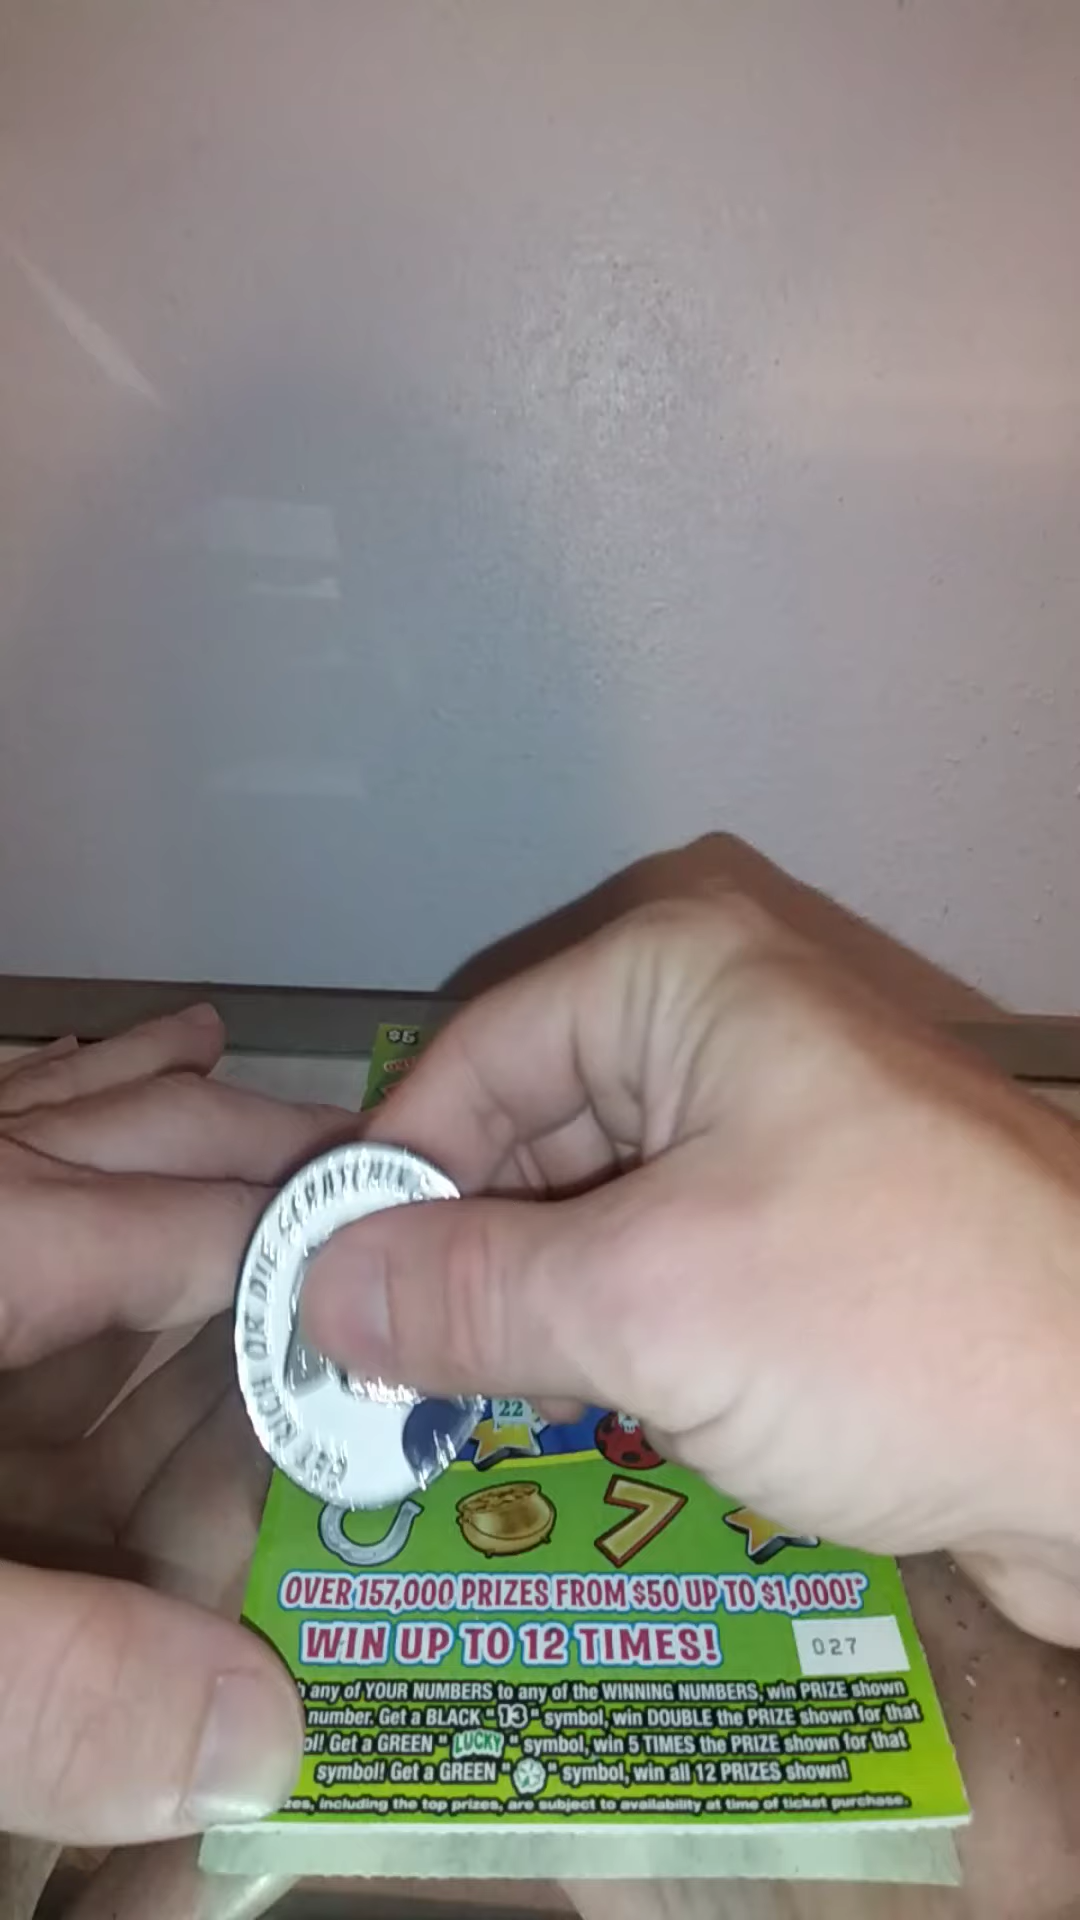 $5
GET RICH OR DIE SCRATCHIN
22
OVER 157,000 PRIZES FROM $50 UP TO $1,000!*
WIN UP TO 12 TIMES!
027
any of YOUR NUMBERS to any of the WINNING NUMBERS, win PRIZE shown
number. Get a BLACK "13" symbol, win DOUBLE the PRIZE shown for that
Get a GREEN "LUCKY" symbol, win 5 TIMES the PRIZE shown for that
symbol! Get a GREEN " " symbol, win all 12 PRIZES shown!
including the top prizes, are subject to availability at time of ticket purchase.